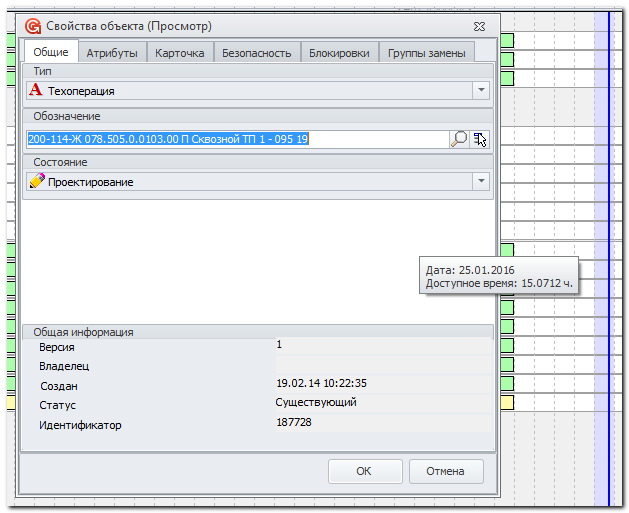 Свойства объекта (Просмотр)
Общие Атрибуты Карточка Безопасность Блокировки Группы замены
Тип
Техоперация
Обозначение
200-114-Ж 078.505.0.0103.00 П Сквозной ТП 1 - 095 19
Состояние
Проектирование
Дата: 25.01.2016
Доступное время: 15.0712 ч.
Общая информация
Версия 1
Владелец
Создан 19.02.14 10:22:35
Статус Существующий
Идентификатор 187728
ОК Отмена